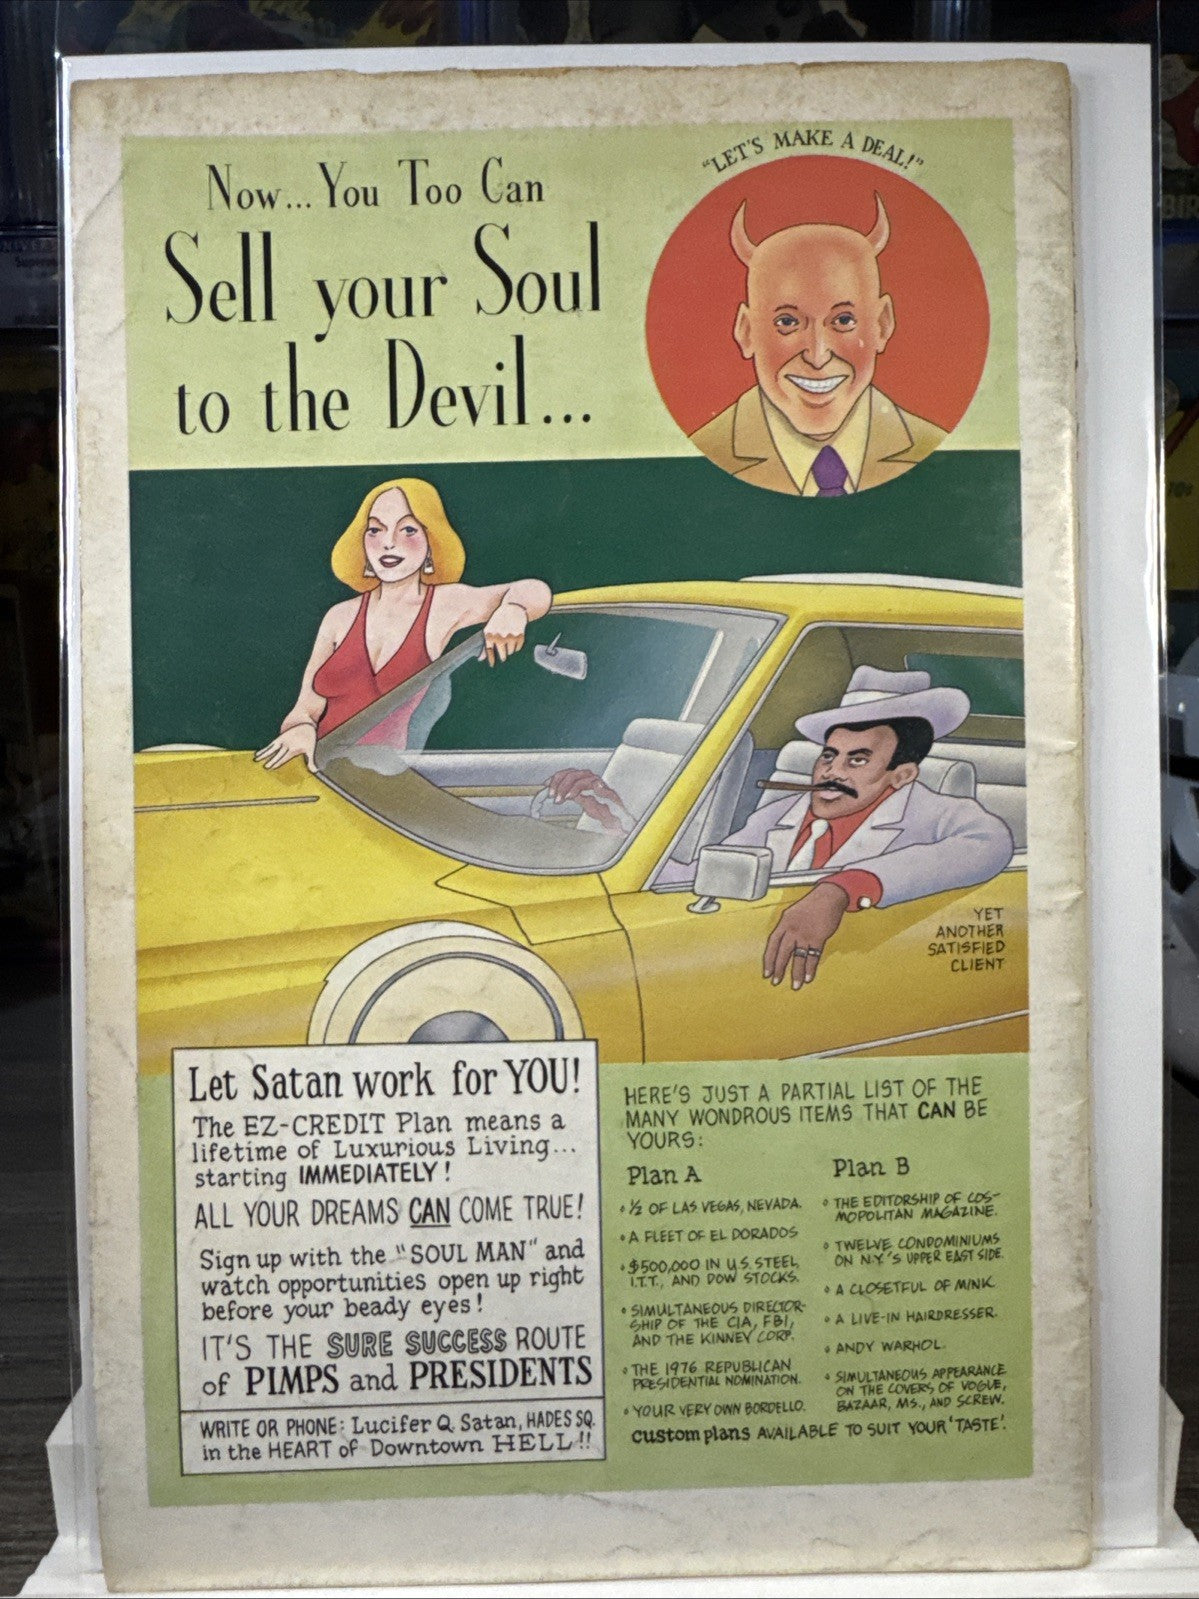 Now... You Too Can
Sell your Soul
to the Devil...
"LET'S MAKE A DEAL!"
YET
ANOTHER
SATISFIED
CLIENT
Let Satan work for YOU!
The EZ-CREDIT Plan means a
lifetime of Luxurious Living...
starting IMMEDIATELY!
ALL YOUR DREAMS CAN COME TRUE!
Sign up with the "SOUL MAN" and
watch opportunities open up right
before your beady eyes!
IT'S THE SURE SUCCESS ROUTE
of PIMPS and PRESIDENTS
WRITE OR PHONE: Lucifer Q. Satan, HADES SQ.
in the HEART of Downtown HELL!!
HERE'S JUST A PARTIAL LIST OF THE
MANY WONDROUS ITEMS THAT CAN BE
YOURS:
Plan A
• ½ OF LAS VEGAS, NEVADA.
• A FLEET OF EL DORADOS
• $500,000 IN U.S. STEEL,
I.T.T., AND DOW STOCKS.
• SIMULTANEOUS DIRECTOR-
SHIP OF THE CIA, FBI,
AND THE KINNEY CORP.
• THE 1976 REPUBLICAN
PRESIDENTIAL NOMINATION.
• YOUR VERY OWN BORDELLO.
Plan B
• THE EDITORSHIP OF COS-
MOPOLITAN MAGAZINE.
• TWELVE CONDOMINIUMS
ON N.Y.'S UPPER EAST SIDE.
• A CLOSETFUL OF MINK.
• A LIVE-IN HAIRDRESSER.
• ANDY WARHOL.
• SIMULTANEOUS APPEARANCE
ON THE COVERS OF VOGUE,
BAZAAR, MS., AND SCREW.
custom plans AVAILABLE TO SUIT YOUR 'TASTE'.